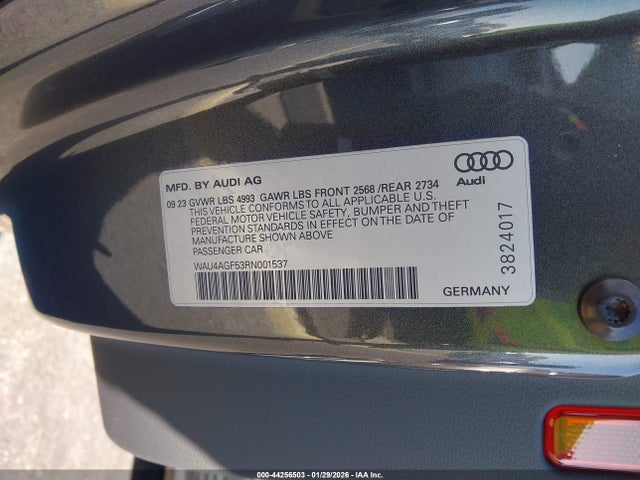 MFD. BY AUDI AG
09 23 GVWR LBS 4993 GAWR LBS FRONT 2568 /REAR 2734
THIS VEHICLE CONFORMS TO ALL APPLICABLE U.S.
FEDERAL MOTOR VEHICLE SAFETY, BUMPER AND THEFT
PREVENTION STANDARDS IN EFFECT ON THE DATE OF
MANUFACTURE SHOWN ABOVE
PASSENGER CAR
WAU4AGF53RN001537
Audi
3824017
GERMANY
000-44256503 - 01/29/2026 - IAA Inc.